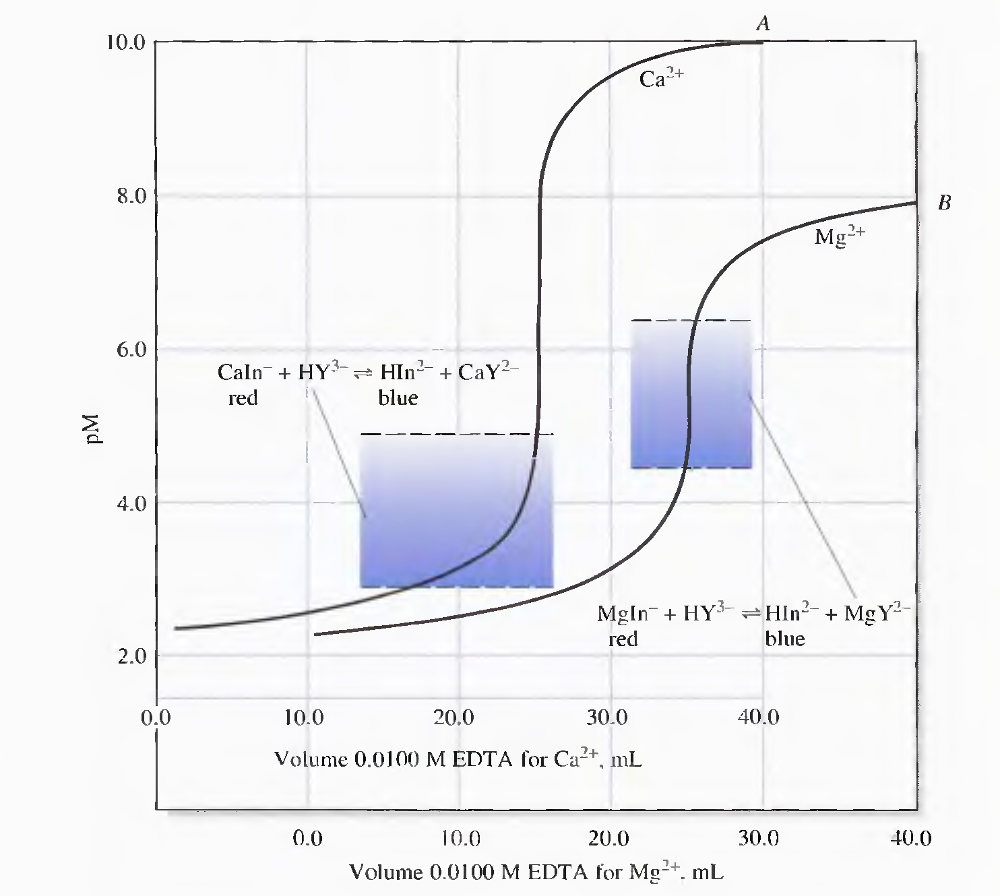 A
10.0
Ca²⁺
8.0
B
Mg²⁺
6.0
CaIn⁻ + HY³⁻ ⇌ HIn²⁻ + CaY²⁻
red blue
pM
4.0
MgIn⁻ + HY³⁻ ⇌ HIn²⁻ + MgY²⁻
red blue
2.0
0.0 10.0 20.0 30.0 40.0
Volume 0.0100 M EDTA for Ca²⁺, mL
0.0 10.0 20.0 30.0 40.0
Volume 0.0100 M EDTA for Mg²⁺. mL